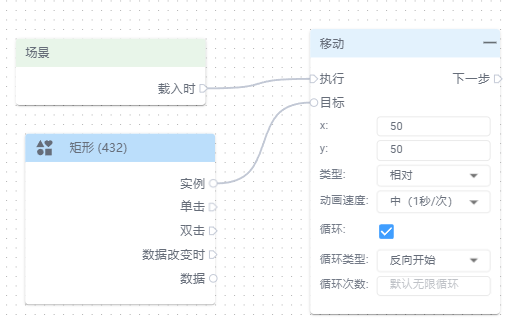 场景
载入时
矩形 (432)
实例
单击
双击
数据改变时
数据
移动
执行 下一步
目标
x: 50
y: 50
类型: 相对
动画速度: 中（1秒/次）
循环:
循环类型: 反向开始
循环次数: 默认无限循环